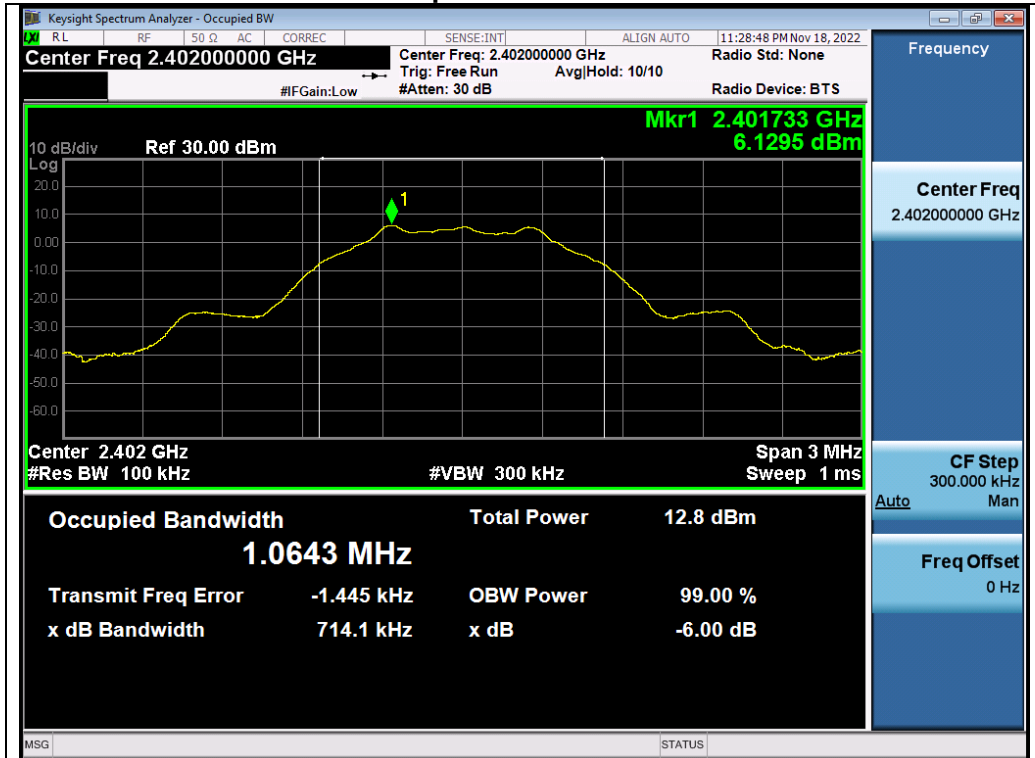 Keysight Spectrum Analyzer - Occupied BW
LXI RL RF 50 Ω AC CORREC SENSE:INT ALIGN AUTO 11:28:48 PM Nov 18, 2022
Center Freq 2.402000000 GHz
Center Freq: 2.402000000 GHz Radio Std: None
Trig: Free Run Avg|Hold: 10/10
#IFGain:Low #Atten: 30 dB Radio Device: BTS
Mkr1 2.401733 GHz
6.1295 dBm
10 dB/div Ref 30.00 dBm
Log
20.0
1
10.0
0.00
-10.0
-20.0
-30.0
-40.0
-50.0
-60.0
Center 2.402 GHz Span 3 MHz
#Res BW 100 kHz #VBW 300 kHz Sweep 1 ms
Occupied Bandwidth Total Power 12.8 dBm
1.0643 MHz
Transmit Freq Error -1.445 kHz OBW Power 99.00 %
x dB Bandwidth 714.1 kHz x dB -6.00 dB
Frequency
Center Freq
2.402000000 GHz
CF Step
300.000 kHz
Auto Man
Freq Offset
0 Hz
MSG STATUS